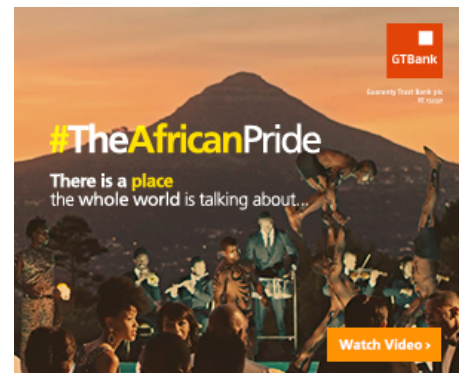 GTBank
Guaranty Trust Bank plc
#TheAfricanPride
There is a place
the whole world is talking about...
Watch Video ›